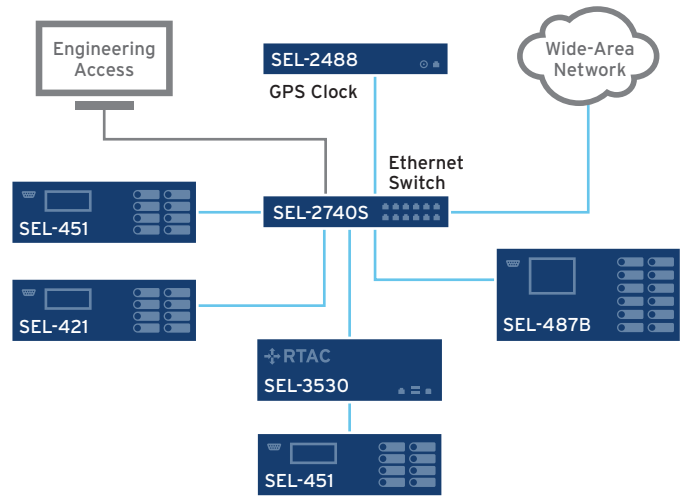 Engineering
Access
SEL-2488
GPS Clock
Wide-Area
Network
Ethernet
Switch
SEL-2740S
SEL-451
SEL-421
SEL-487B
RTAC
SEL-3530
SEL-451